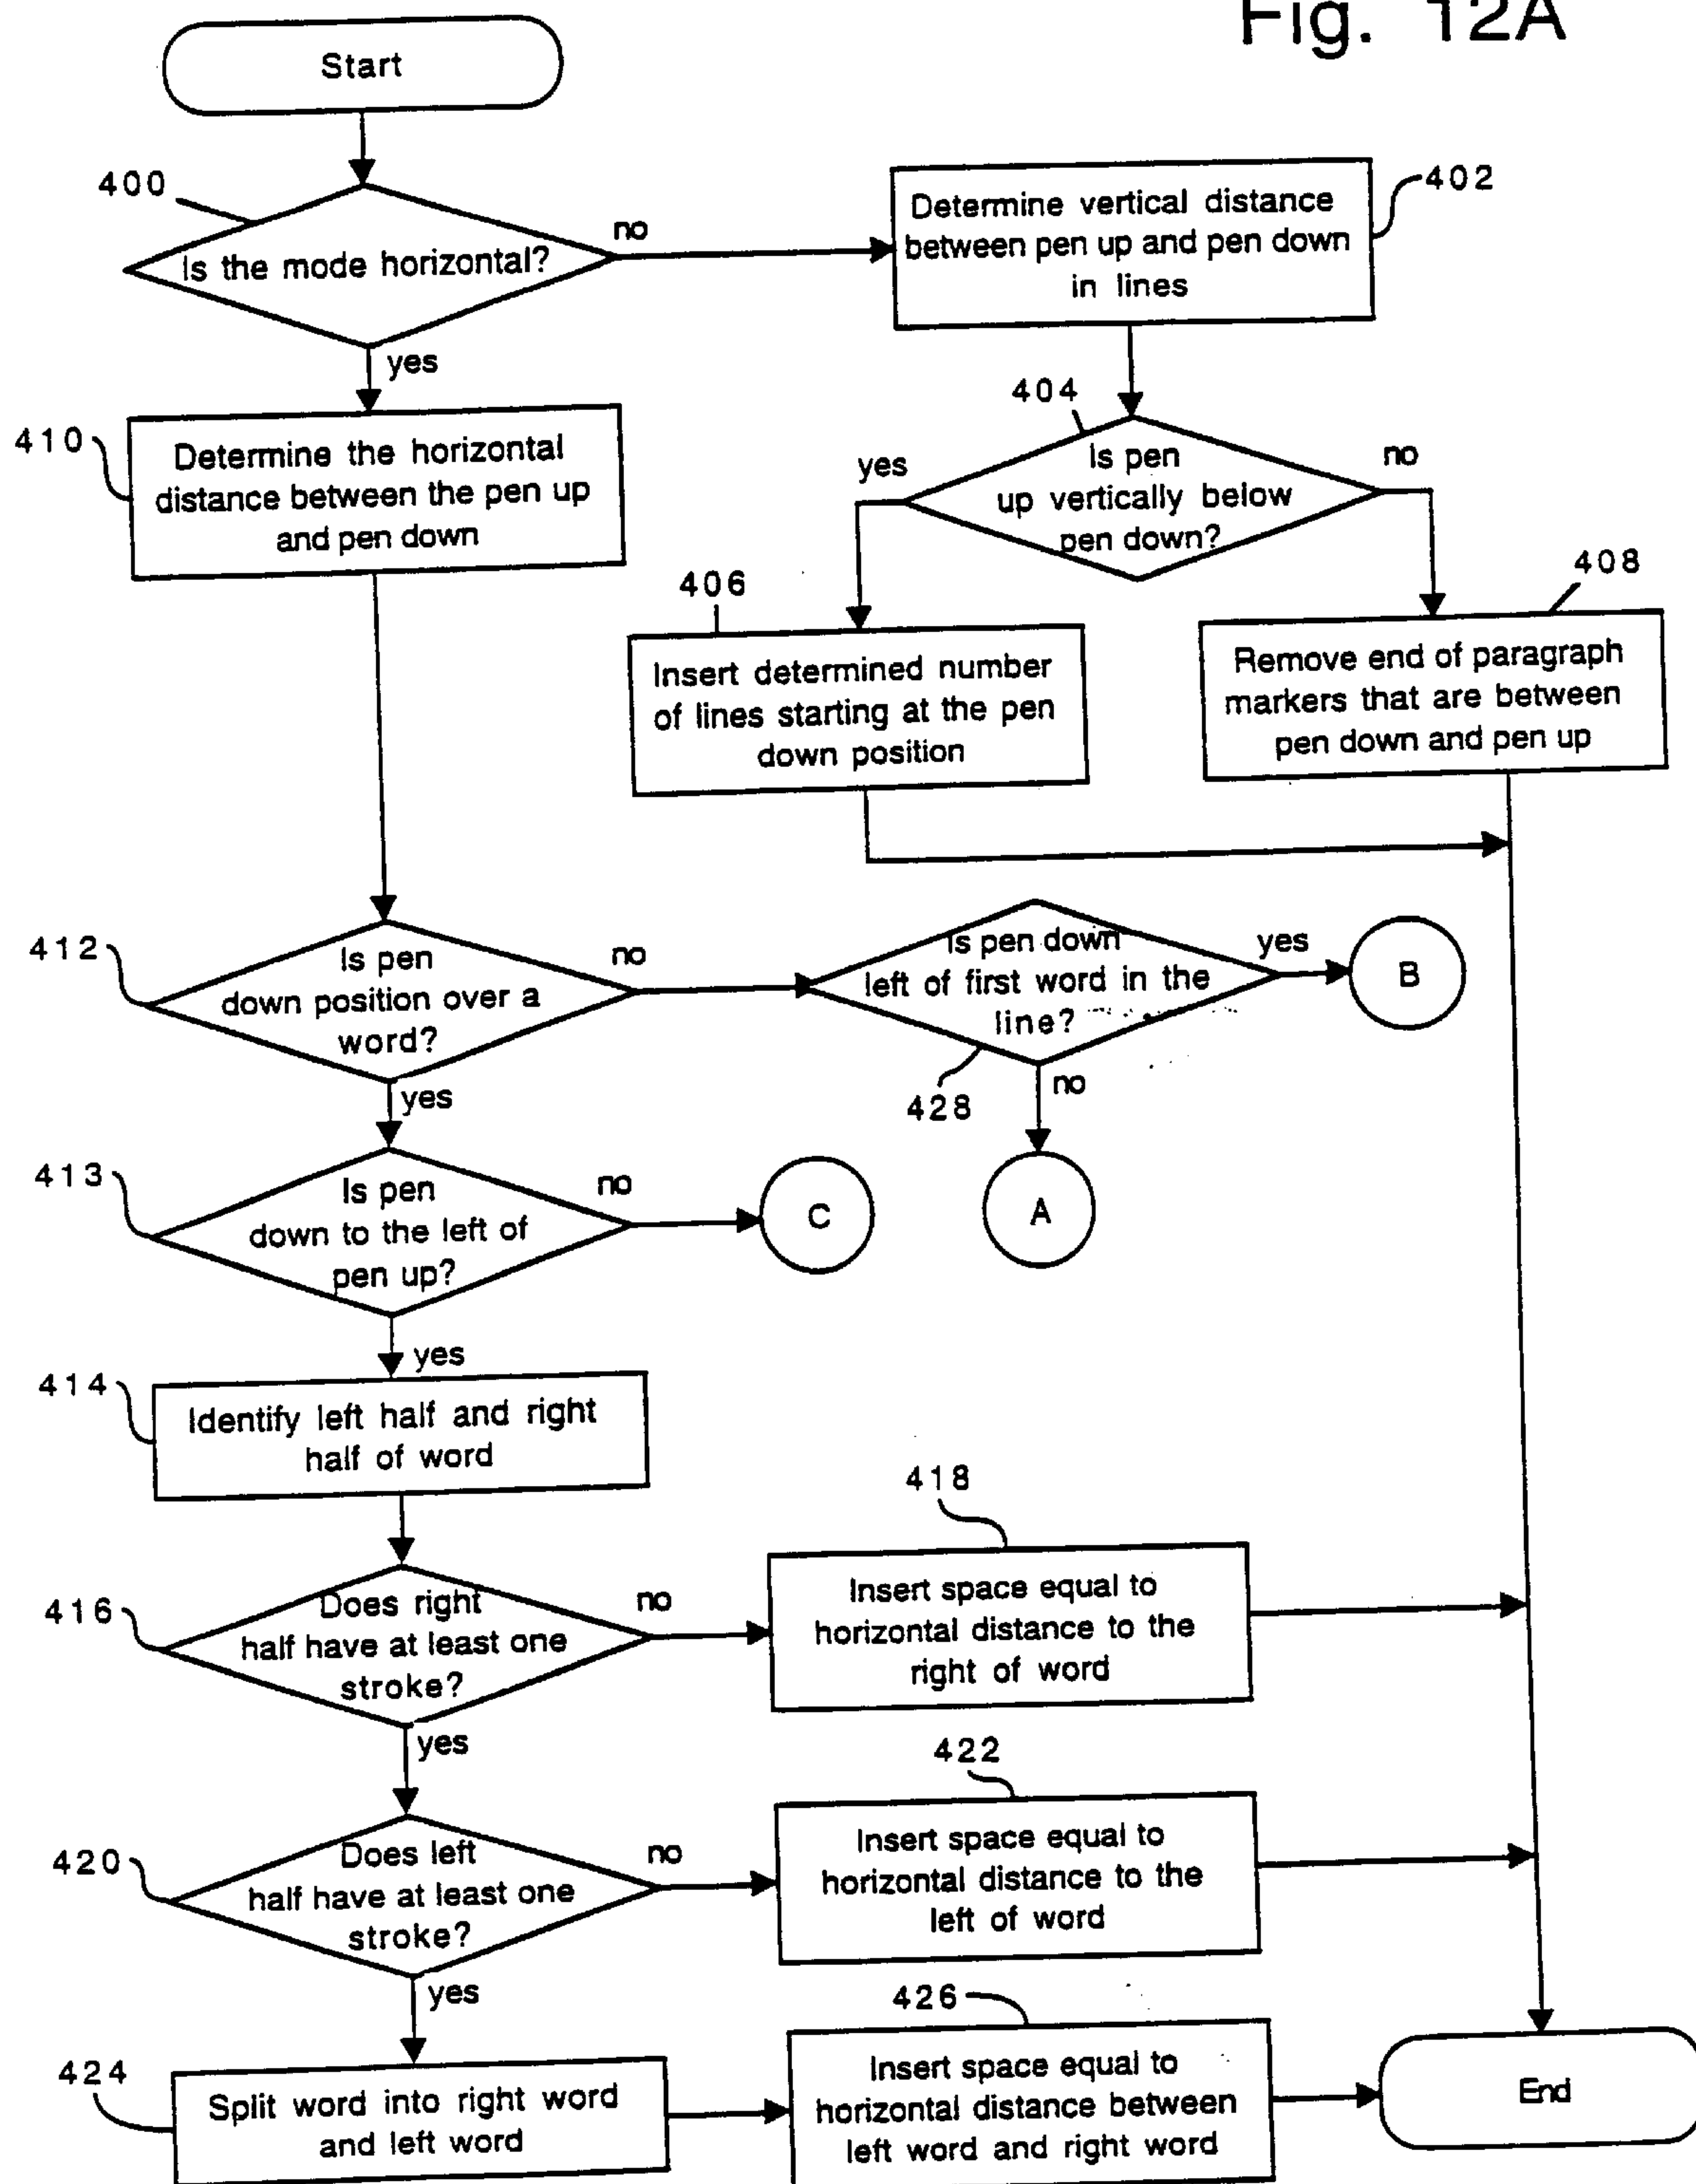 Fig. 12A
Start
400
Is the mode horizontal?
no
yes
402
Determine vertical distance
between pen up and pen down
in lines
404
Is pen
up vertically below
pen down?
yes
no
410
Determine the horizontal
distance between the pen up
and pen down
406
Insert determined number
of lines starting at the pen
down position
408
Remove end of paragraph
markers that are between
pen down and pen up
412
Is pen
down position over a
word?
no
yes
Is pen down
left of first word in the
line?
428
yes
no
B
A
413
Is pen
down to the left of
pen up?
no
yes
C
414
Identify left half and right
half of word
416
Does right
half have at least one
stroke?
no
yes
418
Insert space equal to
horizontal distance to the
right of word
420
Does left
half have at least one
stroke?
no
yes
422
Insert space equal to
horizontal distance to the
left of word
424
Split word into right word
and left word
426
Insert space equal to
horizontal distance between
left word and right word
End